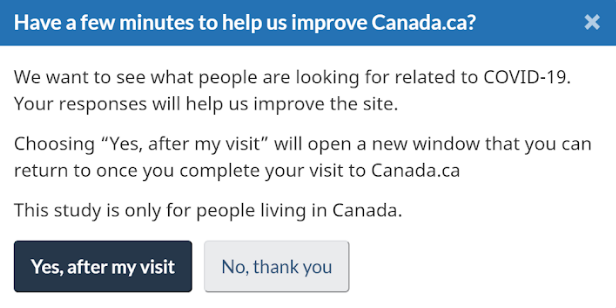 Have a few minutes to help us improve Canada.ca? ×
We want to see what people are looking for related to COVID-19.
Your responses will help us improve the site.
Choosing “Yes, after my visit” will open a new window that you can
return to once you complete your visit to Canada.ca
This study is only for people living in Canada.
Yes, after my visit No, thank you